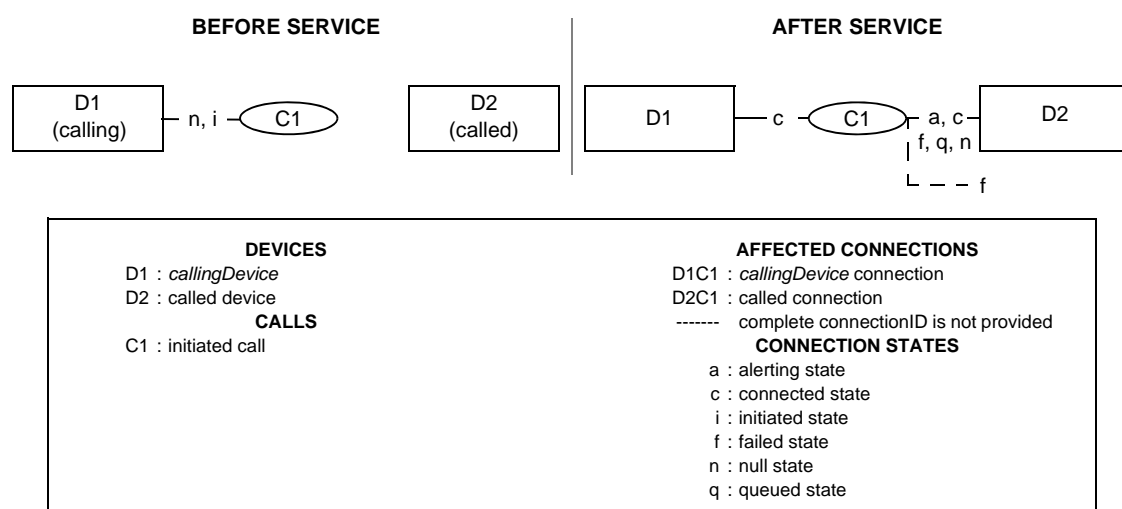 BEFORE SERVICE
AFTER SERVICE
D1
(calling)
n, i
C1
D2
(called)
D1
c
C1
a, c
f, q, n
D2
f
DEVICES
D1 : callingDevice
D2 : called device
CALLS
C1 : initiated call
AFFECTED CONNECTIONS
D1C1 : callingDevice connection
D2C1 : called connection
------- complete connectionID is not provided
CONNECTION STATES
a : alerting state
c : connected state
i : initiated state
f : failed state
n : null state
q : queued state